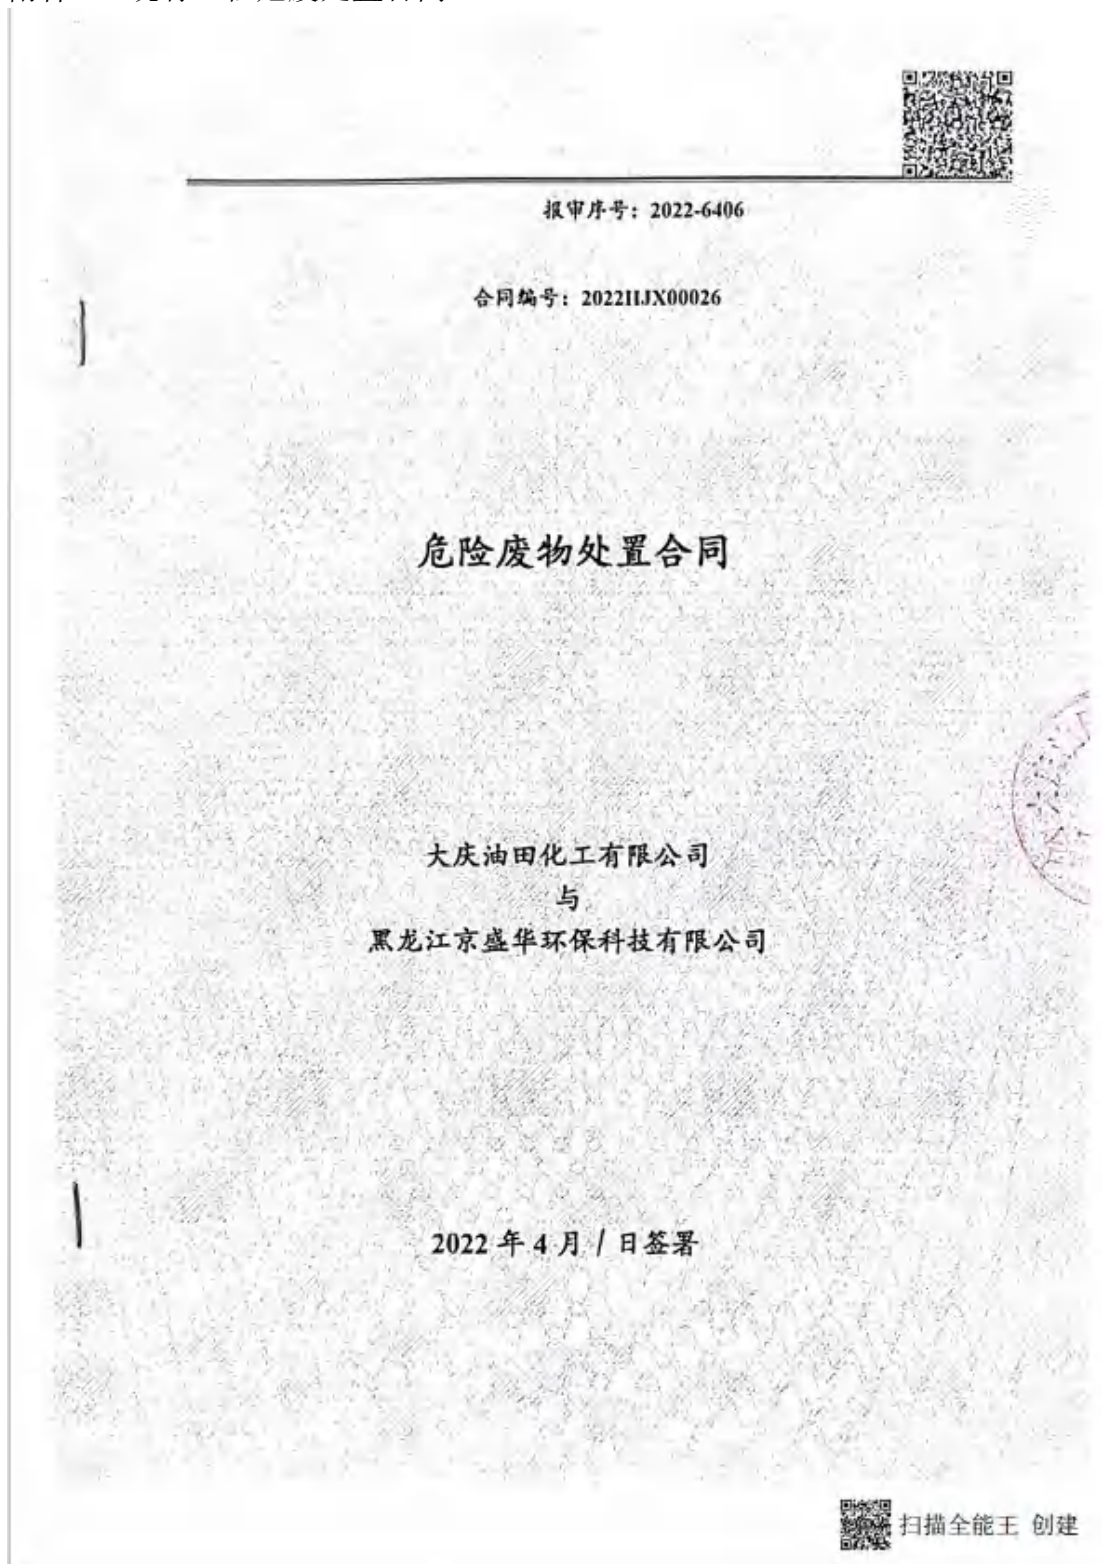 报审序号：2022-6406
合同编号：2022HJX00026
危险废物处置合同
大庆油田化工有限公司
与
黑龙江京盛华环保科技有限公司
2022 年 4 月 / 日签署
扫描全能王 创建